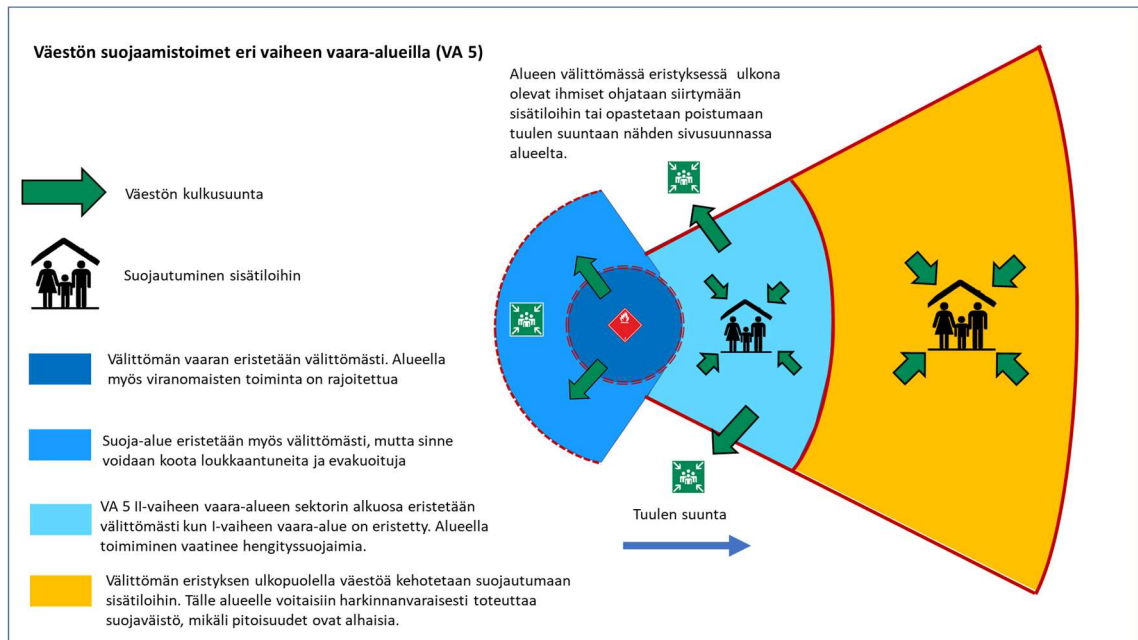 Väestön suojaamistoimet eri vaiheen vaara-alueilla (VA 5)
Alueen välittömässä eristyksessä ulkona
olevat ihmiset ohjataan siirtymään
sisätiloihin tai opastetaan poistumaan
tuulen suuntaan nähden sivusuunnassa
alueelta.
Väestön kulkusuunta
Suojautuminen sisätiloihin
Välittömän vaaran eristetään välittömästi. Alueella
myös viranomaisten toiminta on rajoitettua
Suoja-alue eristetään myös välittömästi, mutta sinne
voidaan koota loukkaantuneita ja evakuoituja
VA 5 II-vaiheen vaara-alueen sektorin alkuosa eristetään
välittömästi kun I-vaiheen vaara-alue on eristetty. Alueella
toimiminen vaatinee hengityssuojaimia.
Välittömän eristyksen ulkopuolella väestöä kehotetaan suojautumaan
sisätiloihin. Tälle alueelle voitaisiin harkinnanvaraisesti toteuttaa
suojaväistö, mikäli pitoisuudet ovat alhaisia.
Tuulen suunta